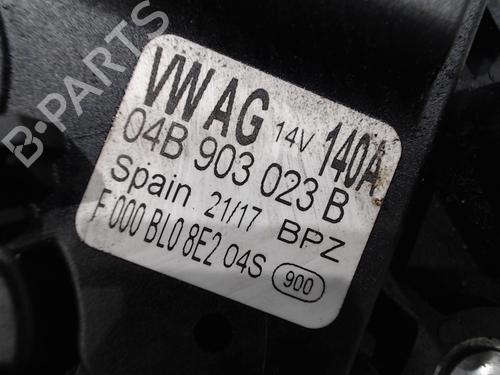 B-PARTS
VW AG 14V 140A
04B 903 023 B
Spain 21/17 BPZ
F 000 BL0 8E2 04S 900